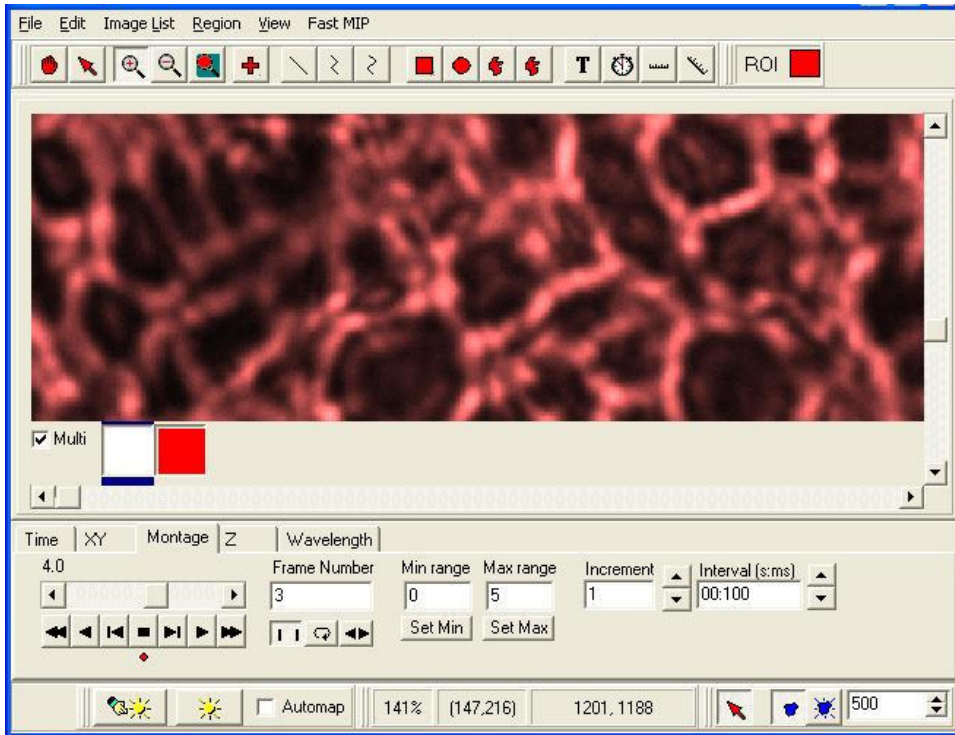 File Edit Image List Region View Fast MIP
T ROI
Multi
Time XY Montage Z Wavelength
4.0 Frame Number Min range Max range Increment Interval (s:ms)
3 0 5 1 00:100
Set Min Set Max
Automap 141% (147,216) 1201, 1188 500